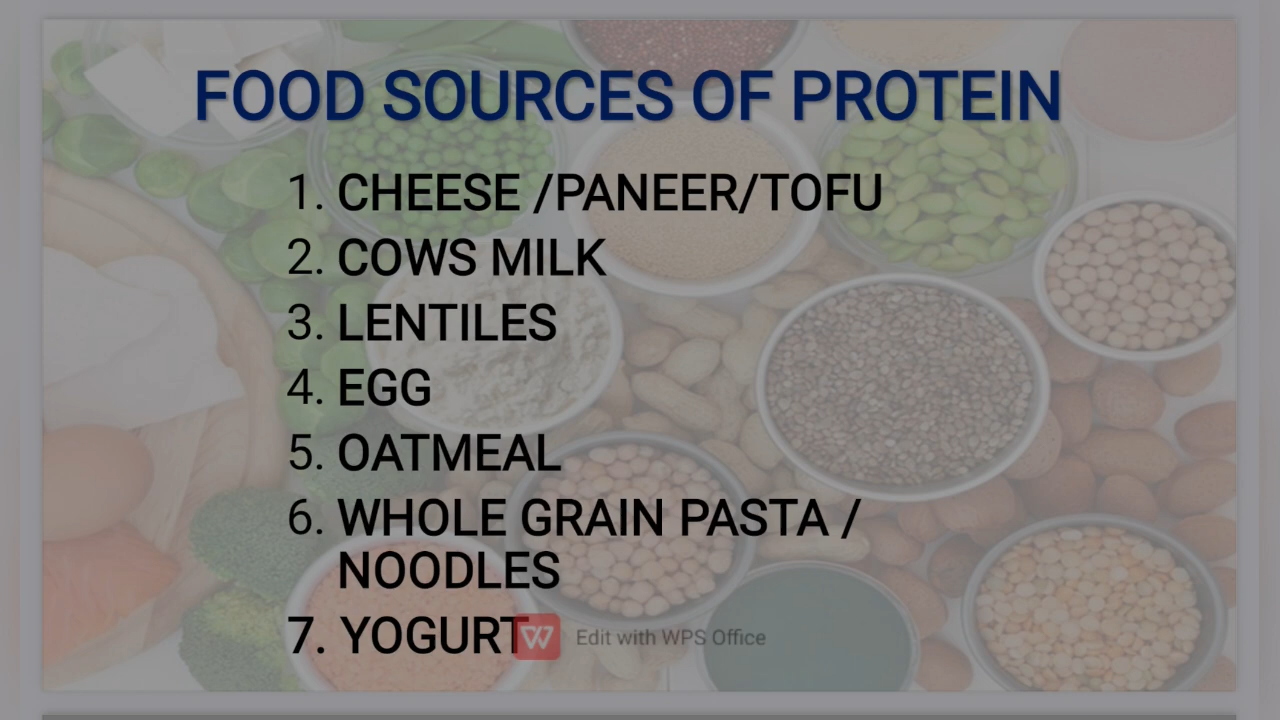 FOOD SOURCES OF PROTEIN
1. CHEESE /PANEER/TOFU
2. COWS MILK
3. LENTILES
4. EGG
5. OATMEAL
6. WHOLE GRAIN PASTA /
NOODLES
7. YOGURT
Edit with WPS Office